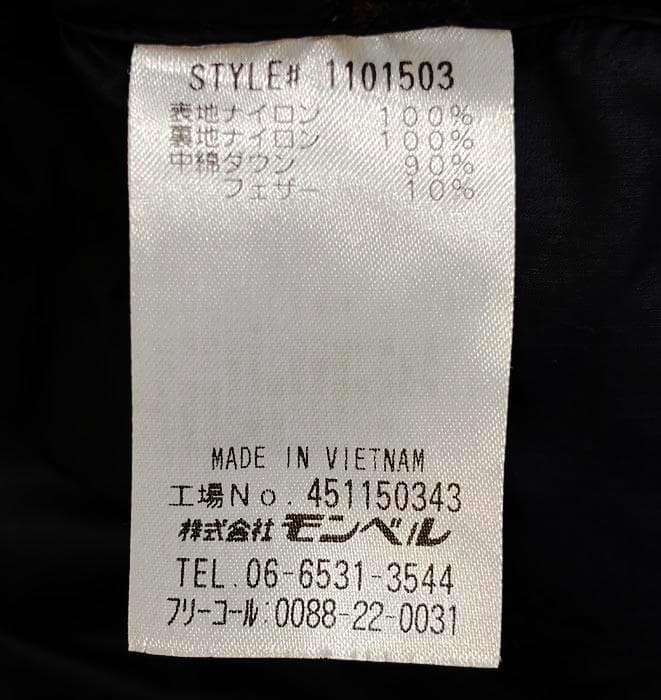 STYLE# 1101503
表地ナイロン 100%
裏地ナイロン 100%
中綿ダウン 90%
フェザー 10%
MADE IN VIETNAM
工場No. 451150343
株式会社 モンベル
TEL.06-6531-3544
フリーコール:0088-22-0031